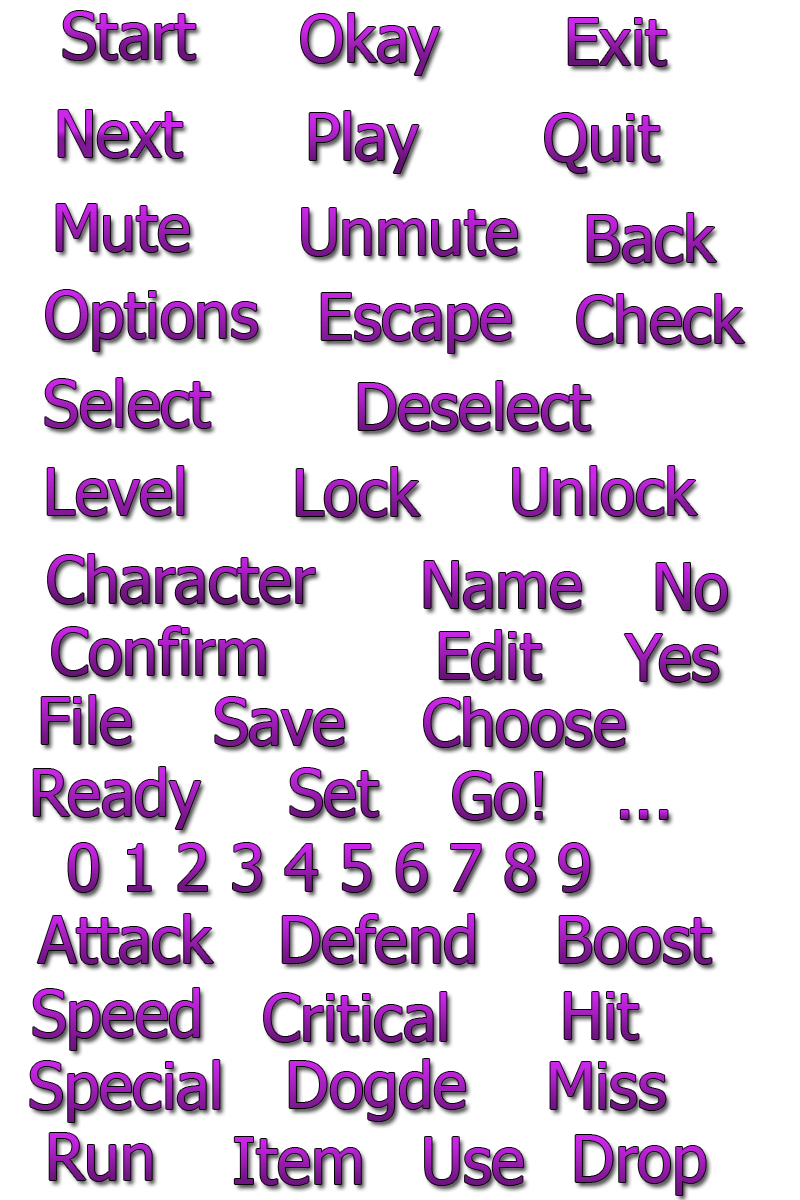 Start Okay Exit
Next Play Quit
Mute Unmute Back
Options Escape Check
Select Deselect
Level Lock Unlock
Character Name No
Confirm Edit Yes
File Save Choose
Ready Set Go! ...
0 1 2 3 4 5 6 7 8 9
Attack Defend Boost
Speed Critical Hit
Special Dogde Miss
Run Item Use Drop